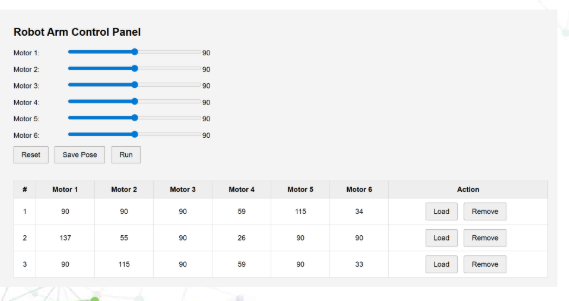 Robot Arm Control Panel
Motor 1: 90
Motor 2: 90
Motor 3: 90
Motor 4: 90
Motor 5: 90
Motor 6: 90
Reset Save Pose Run
# Motor 1 Motor 2 Motor 3 Motor 4 Motor 5 Motor 6 Action
1 90 90 90 59 115 34 Load Remove
2 137 55 90 26 90 90 Load Remove
3 90 115 90 59 90 33 Load Remove